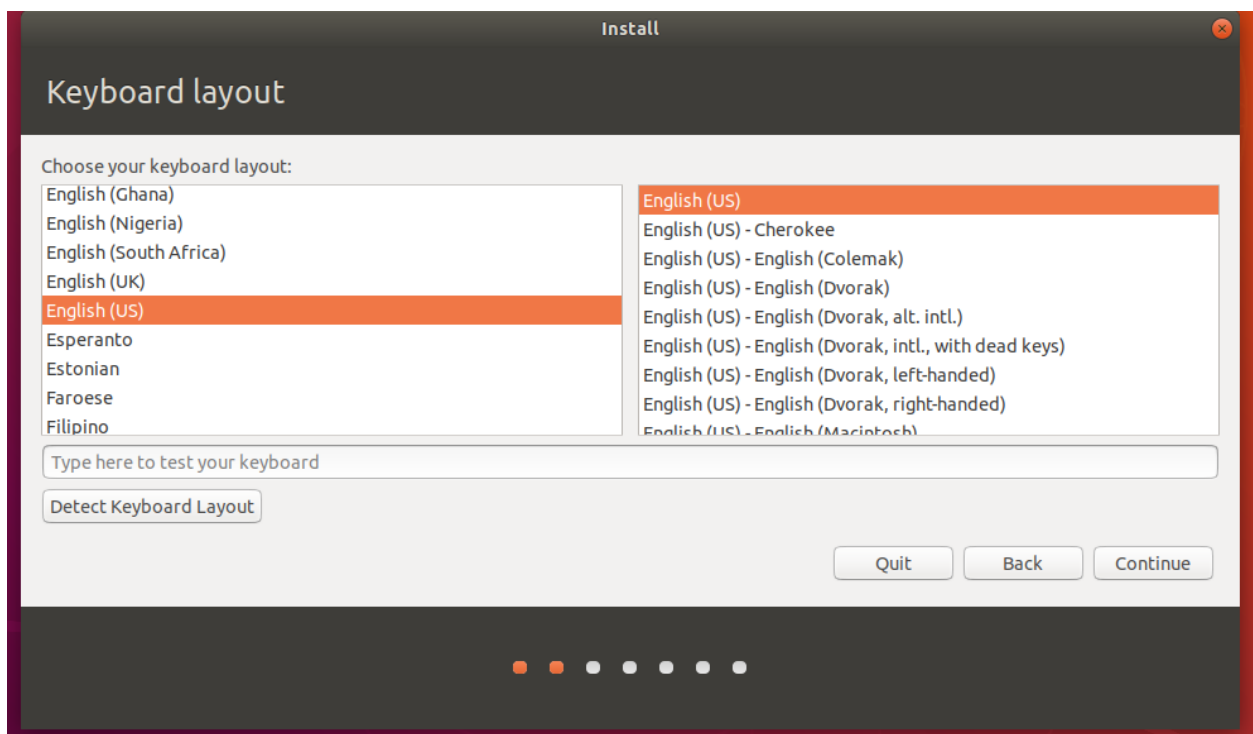 Install
Keyboard layout
Choose your keyboard layout:
English (Ghana)
English (Nigeria)
English (South Africa)
English (UK)
English (US)
Esperanto
Estonian
Faroese
Filipino
English (US)
English (US) - Cherokee
English (US) - English (Colemak)
English (US) - English (Dvorak)
English (US) - English (Dvorak, alt. intl.)
English (US) - English (Dvorak, intl., with dead keys)
English (US) - English (Dvorak, left-handed)
English (US) - English (Dvorak, right-handed)
English (US) - English (Macintosh)
Type here to test your keyboard
Detect Keyboard Layout
Quit
Back
Continue